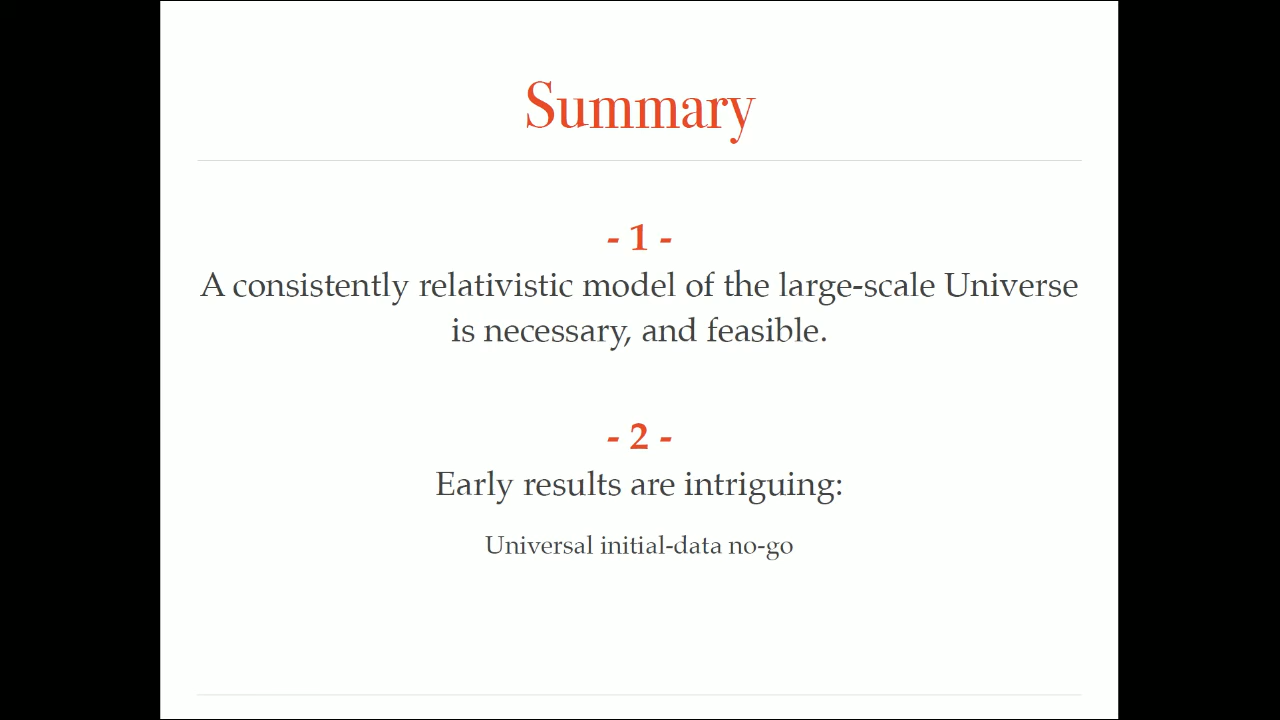 Summary
- 1 -
A consistently relativistic model of the large-scale Universe
is necessary, and feasible.
- 2 -
Early results are intriguing:
Universal initial-data no-go